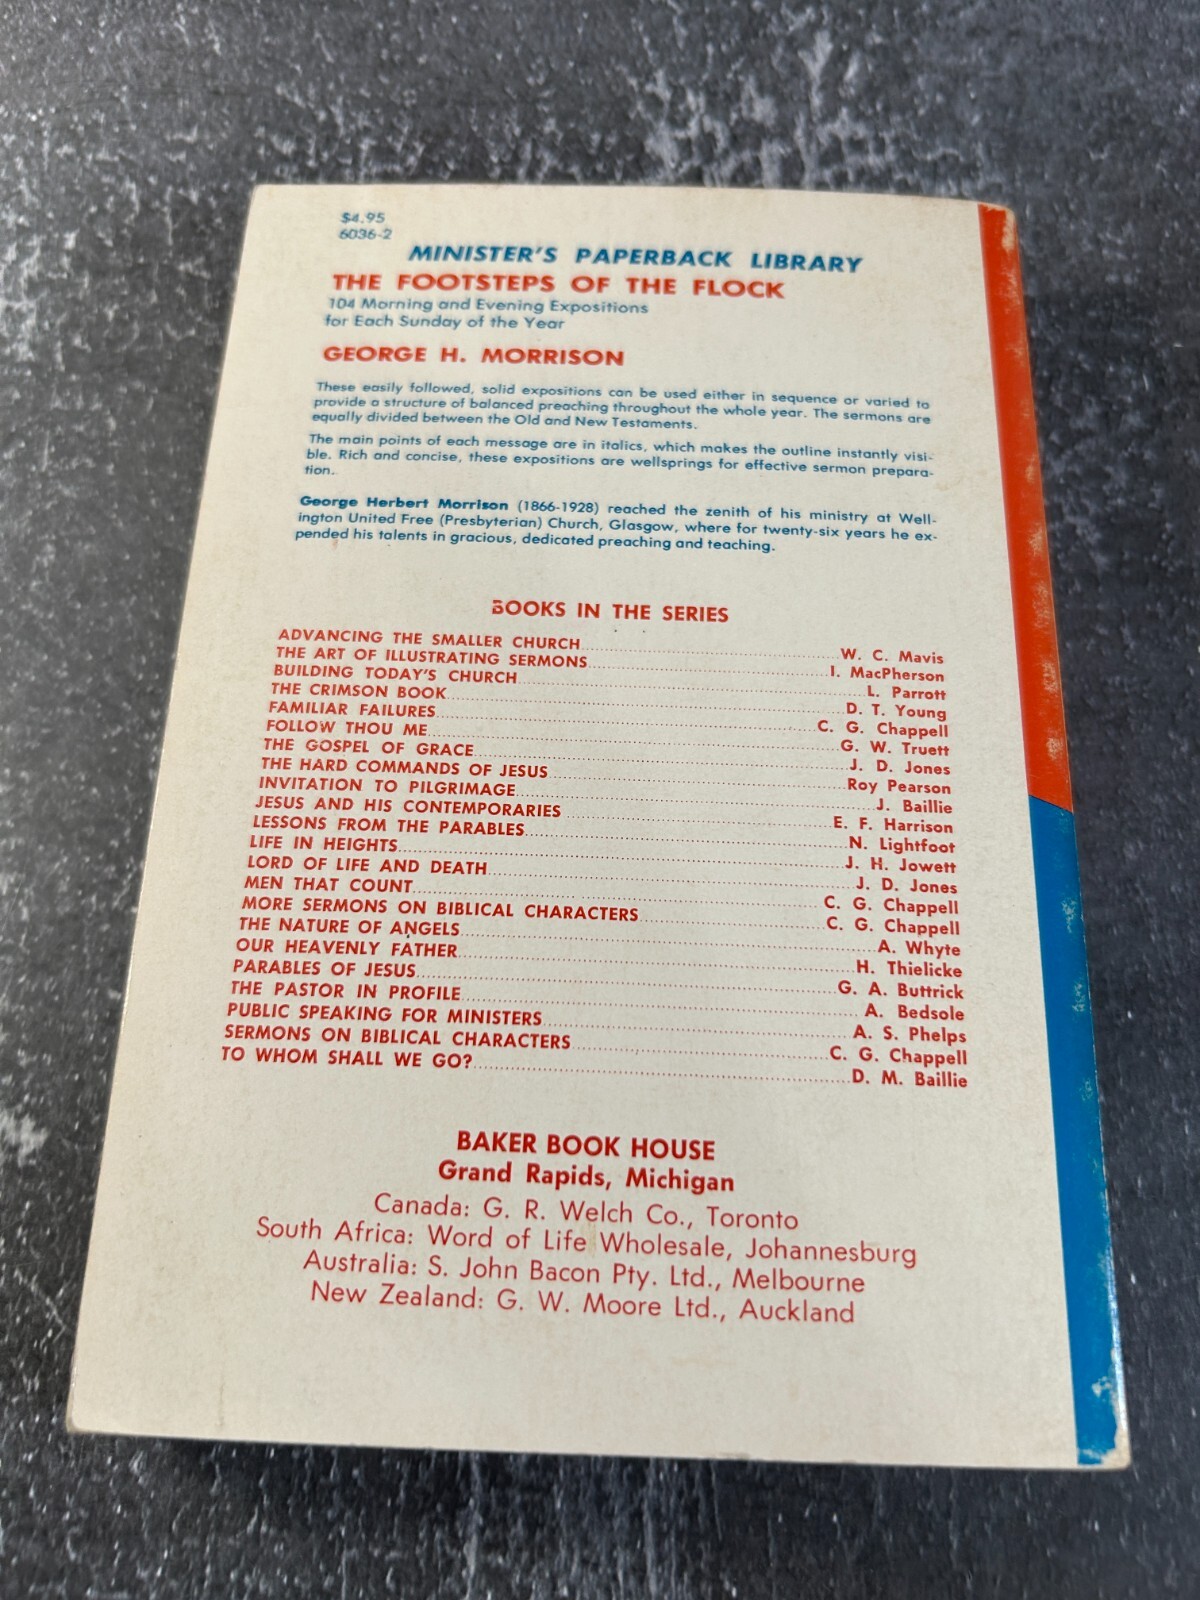 $4.95
6036-2
MINISTER'S PAPERBACK LIBRARY
THE FOOTSTEPS OF THE FLOCK
104 Morning and Evening Expositions
for Each Sunday of the Year
GEORGE H. MORRISON
These easily followed, solid expositions can be used either in sequence or varied to
provide a structure of balanced preaching throughout the whole year. The sermons are
equally divided between the Old and New Testaments.
The main points of each message are in italics, which makes the outline instantly visi-
ble. Rich and concise, these expositions are wellsprings for effective sermon prepara-
tion.
George Herbert Morrison (1866-1928) reached the zenith of his ministry at Well-
ington United Free (Presbyterian) Church, Glasgow, where for twenty-six years he ex-
pended his talents in gracious, dedicated preaching and teaching.
BOOKS IN THE SERIES
ADVANCING THE SMALLER CHURCH W. C. Mavis
THE ART OF ILLUSTRATING SERMONS I. MacPherson
BUILDING TODAY'S CHURCH L. Parrott
THE CRIMSON BOOK D. T. Young
FAMILIAR FAILURES C. G. Chappell
FOLLOW THOU ME G. W. Truett
THE GOSPEL OF GRACE J. D. Jones
THE HARD COMMANDS OF JESUS Roy Pearson
INVITATION TO PILGRIMAGE J. Baillie
JESUS AND HIS CONTEMPORARIES E. F. Harrison
LESSONS FROM THE PARABLES N. Lightfoot
LIFE IN HEIGHTS J. H. Jowett
LORD OF LIFE AND DEATH J. D. Jones
MEN THAT COUNT C. G. Chappell
MORE SERMONS ON BIBLICAL CHARACTERS C. G. Chappell
THE NATURE OF ANGELS A. Whyte
OUR HEAVENLY FATHER H. Thielicke
PARABLES OF JESUS G. A. Buttrick
THE PASTOR IN PROFILE A. Bedsole
PUBLIC SPEAKING FOR MINISTERS A. S. Phelps
SERMONS ON BIBLICAL CHARACTERS C. G. Chappell
TO WHOM SHALL WE GO? D. M. Baillie
BAKER BOOK HOUSE
Grand Rapids, Michigan
Canada: G. R. Welch Co., Toronto
South Africa: Word of Life Wholesale, Johannesburg
Australia: S. John Bacon Pty. Ltd., Melbourne
New Zealand: G. W. Moore Ltd., Auckland